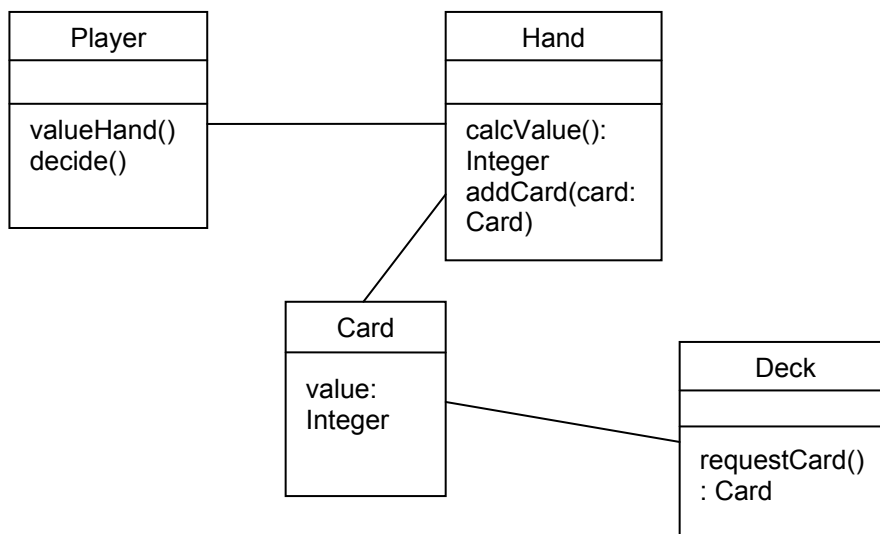 Player
valueHand()
decide()
Hand
calcValue():
Integer
addCard(card:
Card)
Card
value:
Integer
Deck
requestCard()
: Card